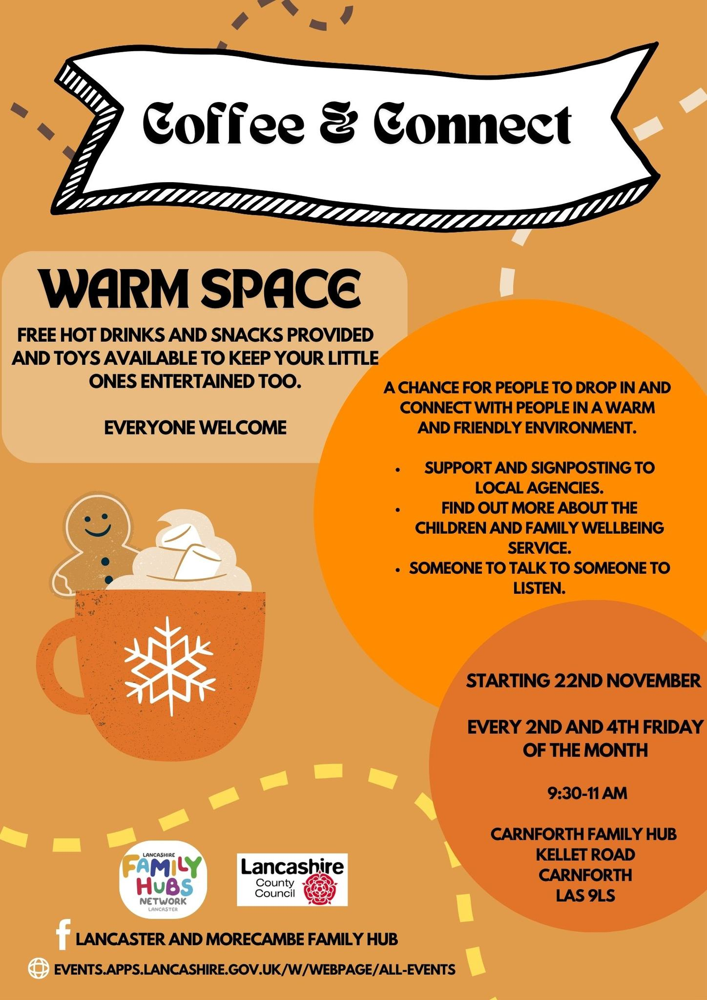 Coffee & Connect
WARM SPACE
FREE HOT DRINKS AND SNACKS PROVIDED
AND TOYS AVAILABLE TO KEEP YOUR LITTLE
ONES ENTERTAINED TOO.
EVERYONE WELCOME
A CHANCE FOR PEOPLE TO DROP IN AND
CONNECT WITH PEOPLE IN A WARM
AND FRIENDLY ENVIRONMENT.
• SUPPORT AND SIGNPOSTING TO
LOCAL AGENCIES.
• FIND OUT MORE ABOUT THE
CHILDREN AND FAMILY WELLBEING
SERVICE.
• SOMEONE TO TALK TO SOMEONE TO
LISTEN.
STARTING 22ND NOVEMBER
EVERY 2ND AND 4TH FRIDAY
OF THE MONTH
9:30-11 AM
CARNFORTH FAMILY HUB
KELLET ROAD
CARNFORTH
LAS 9LS
LANCASHIRE
FAMILY
HUBS
NETWORK
LANCASTER
Lancashire
County
Council
LANCASTER AND MORECAMBE FAMILY HUB
EVENTS.APPS.LANCASHIRE.GOV.UK/W/WEBPAGE/ALL-EVENTS